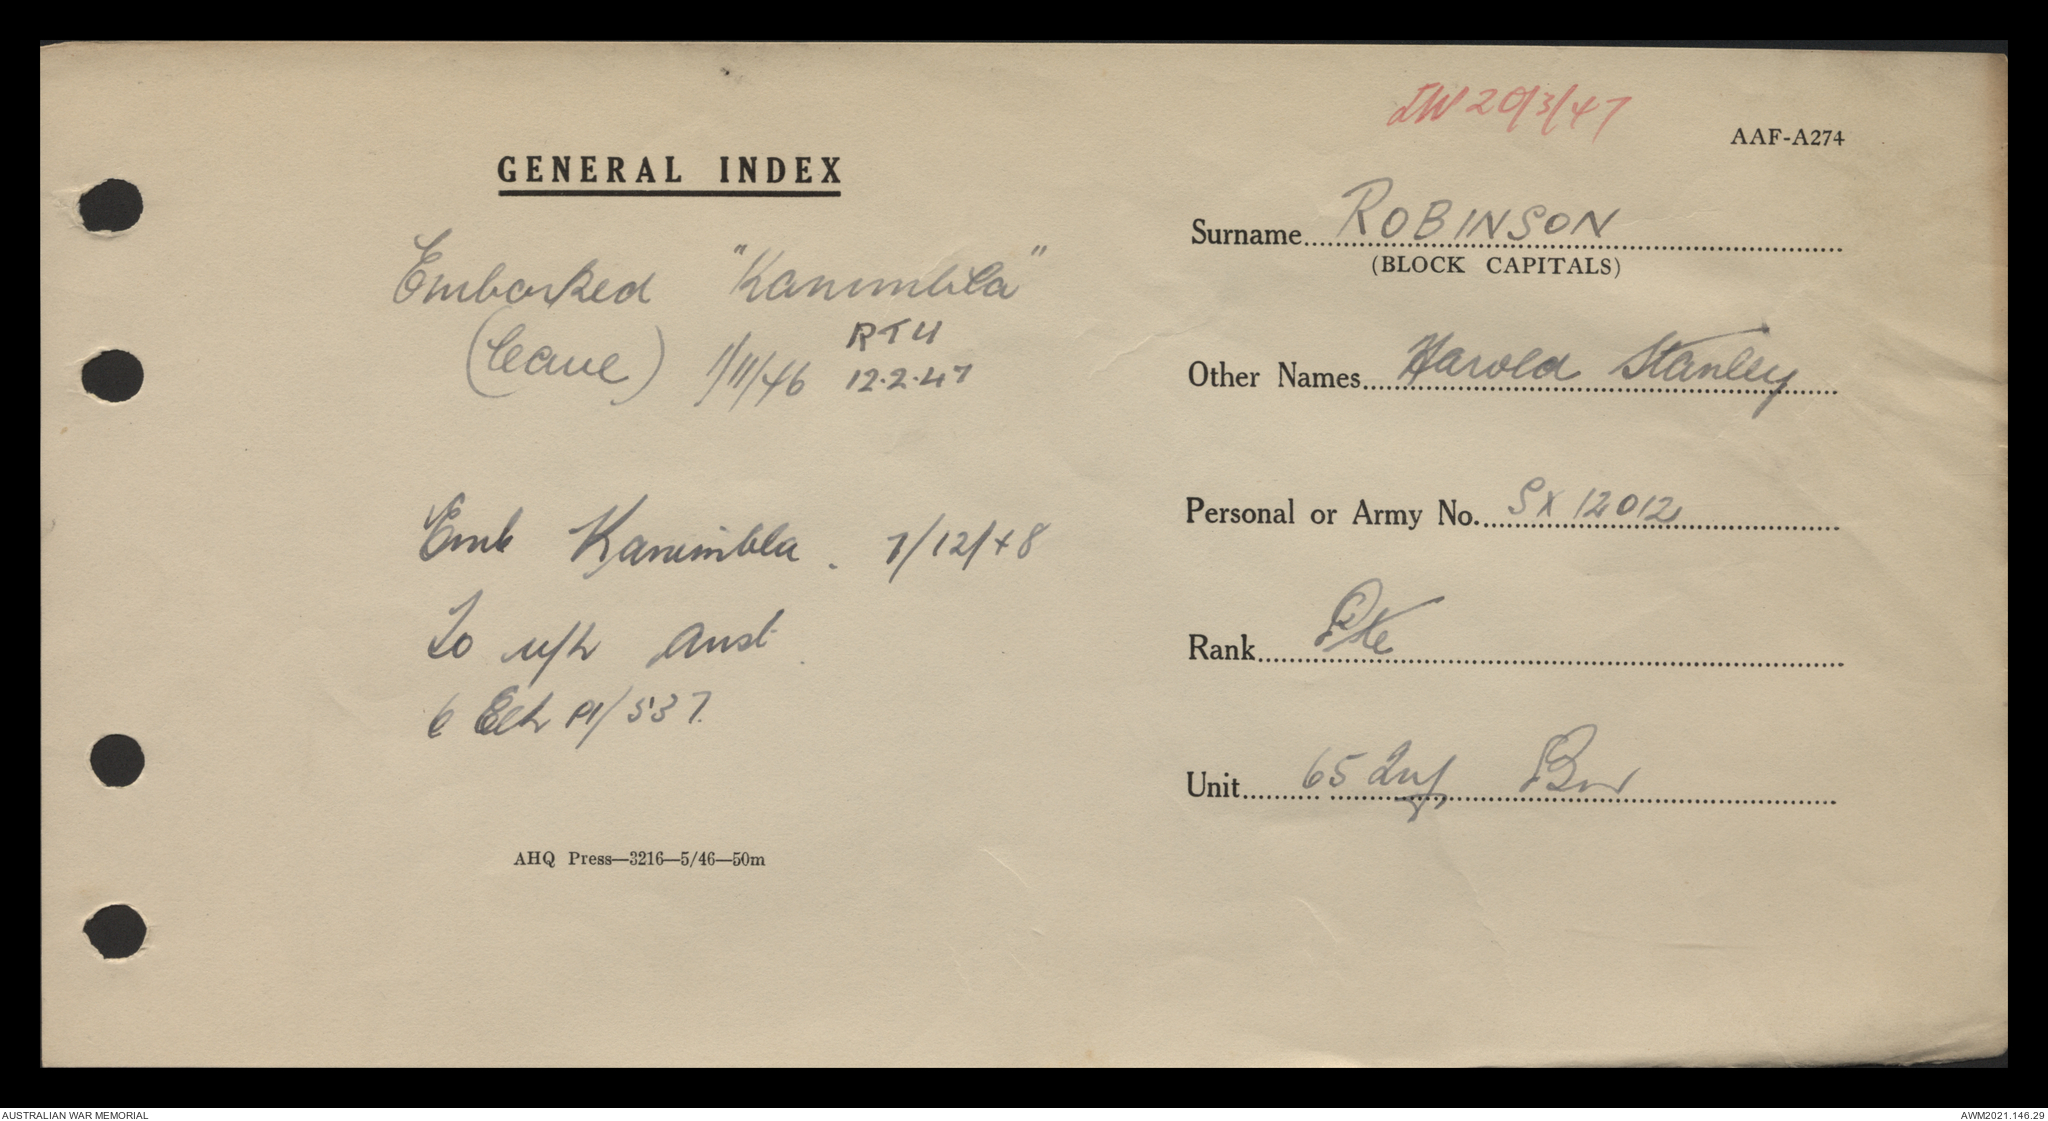 GENERAL INDEX
Embarked "Kanimbla"
(leave) 1/11/46 RTU
12.2.47
Emb Kanimbla. 7/12/48
To u/k Aust.
6 Ech P1/537.
AHQ Press—3216—5/46—50m
JW 20/3/47
AAF-A274
Surname ROBINSON
(BLOCK CAPITALS)
Other Names Harold Stanley
Personal or Army No. SX 12012
Rank Pte
Unit 65 Inf Bn
AUSTRALIAN WAR MEMORIAL
AWM2021.146.29